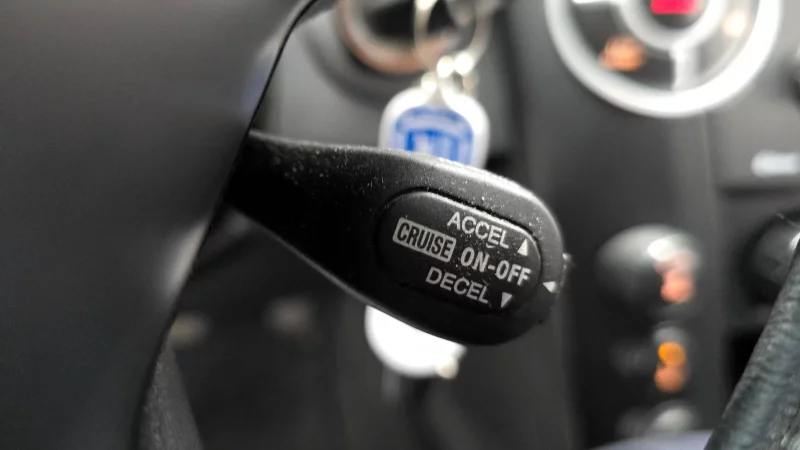 ACCEL ▲
CRUISE ON-OFF ◄
DECEL ▼